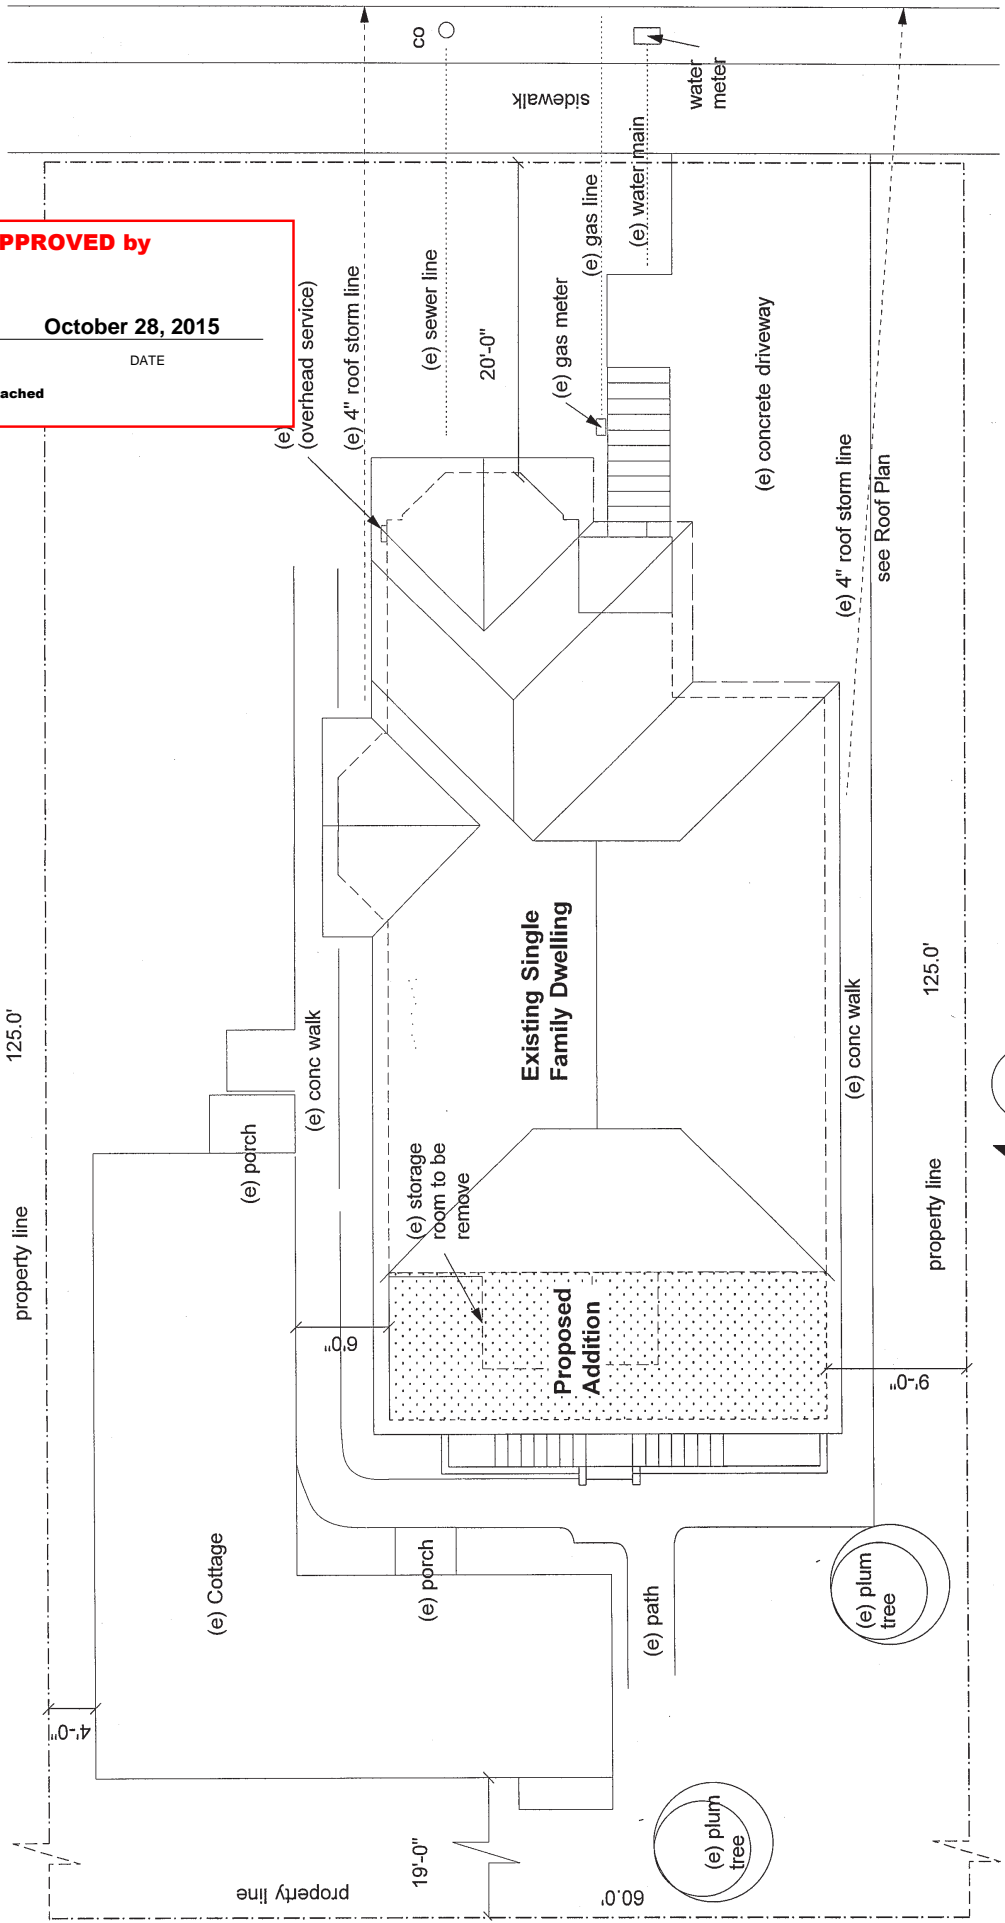 PPROVED by
October 28, 2015
DATE
ached
(e)
(overhead service)
(e) 4" roof storm line
(e) sewer line
20'-0"
co
sidewalk
water
meter
(e) water main
(e) gas line
(e) gas meter
(e) concrete driveway
(e) 4" roof storm line
see Roof Plan
125.0'
property line
(e) conc walk
(e) porch
(e) storage
room to be
remove
Existing Single
Family Dwelling
Proposed
Addition
6'0"
9'-0"
(e) conc walk
125.0'
property line
(e) Cottage
(e) porch
(e) path
(e) plum
tree
(e) plum
tree
4'-0"
19'-0"
property line
60.0'